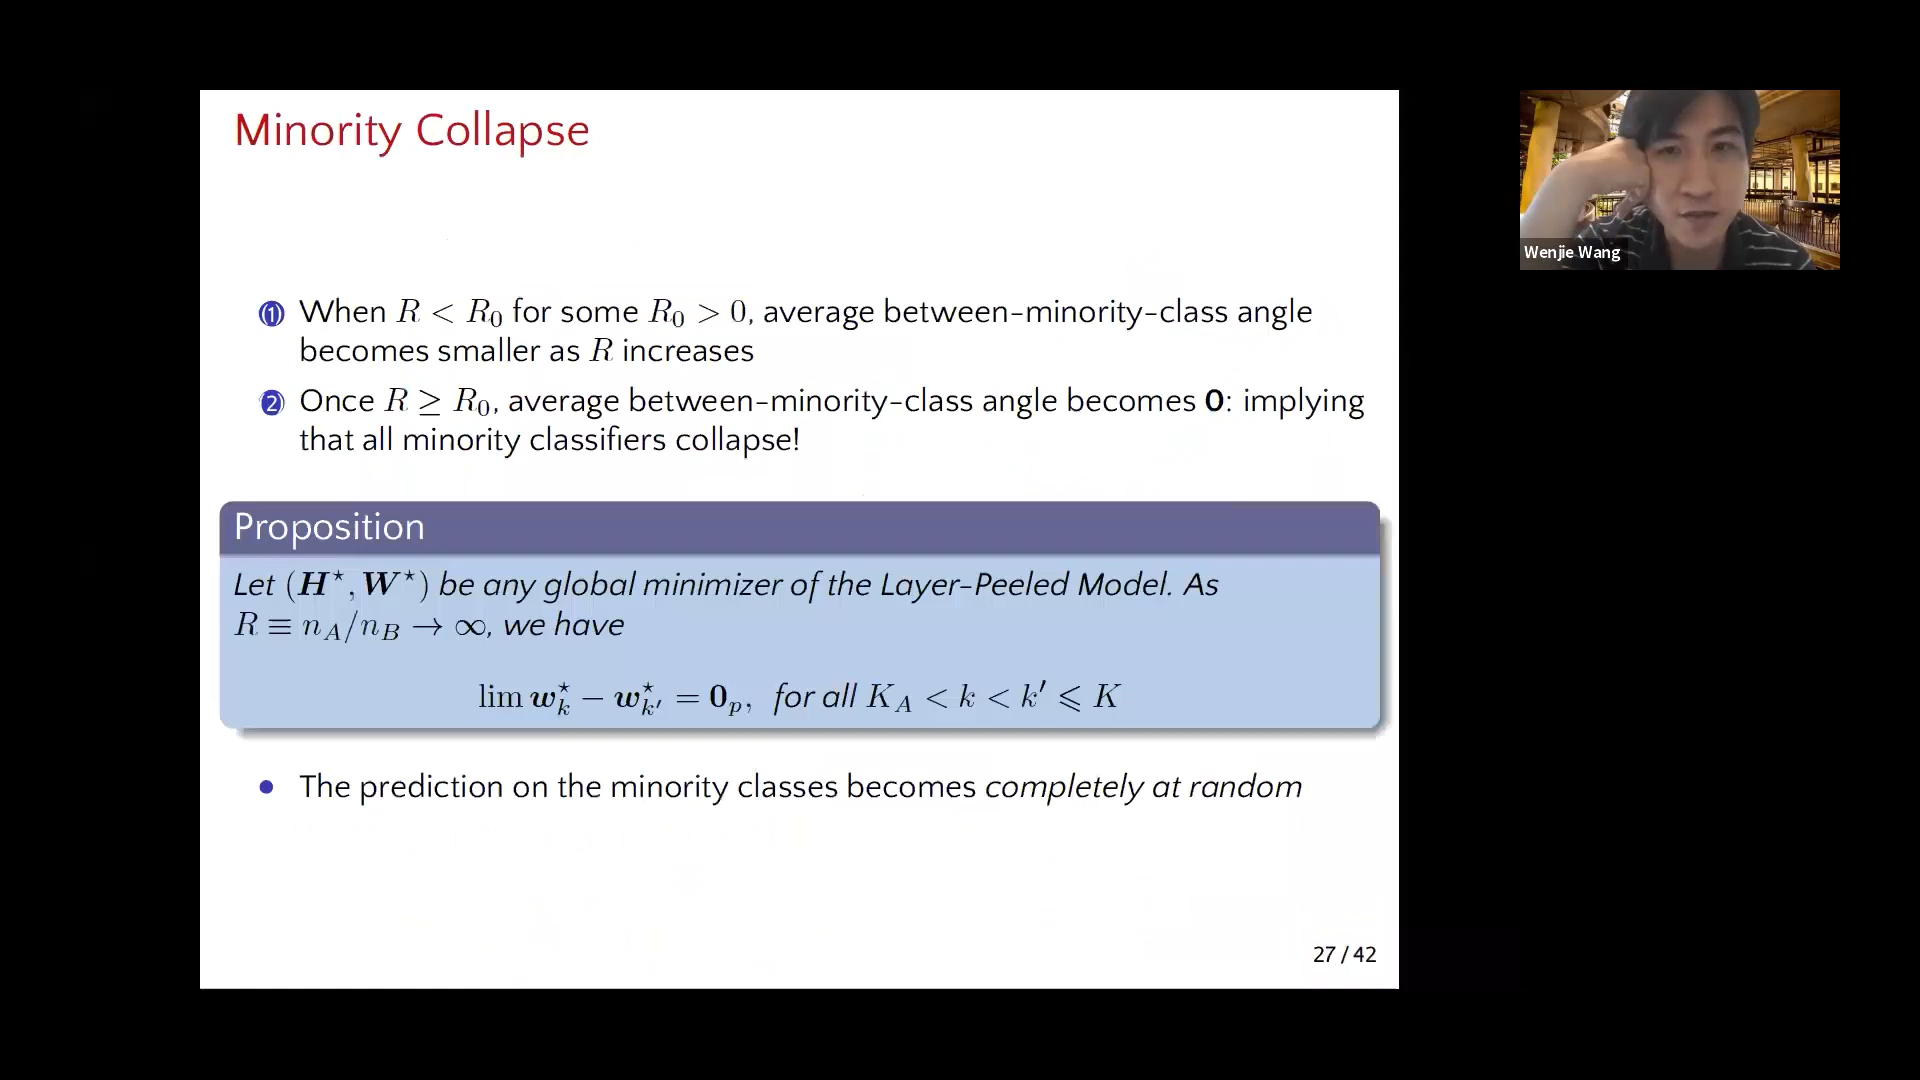 Minority Collapse
Wenjie Wang
1 When R < R₀ for some R₀ > 0, average between-minority-class angle
becomes smaller as R increases
2 Once R ≥ R₀, average between-minority-class angle becomes 0: implying
that all minority classifiers collapse!
Proposition
Let (H⋆, W⋆) be any global minimizer of the Layer-Peeled Model. As
R ≡ n_A/n_B → ∞, we have
lim w⋆_k − w⋆_k′ = 0_p, for all K_A < k < k′ ⩽ K
• The prediction on the minority classes becomes completely at random
27 / 42